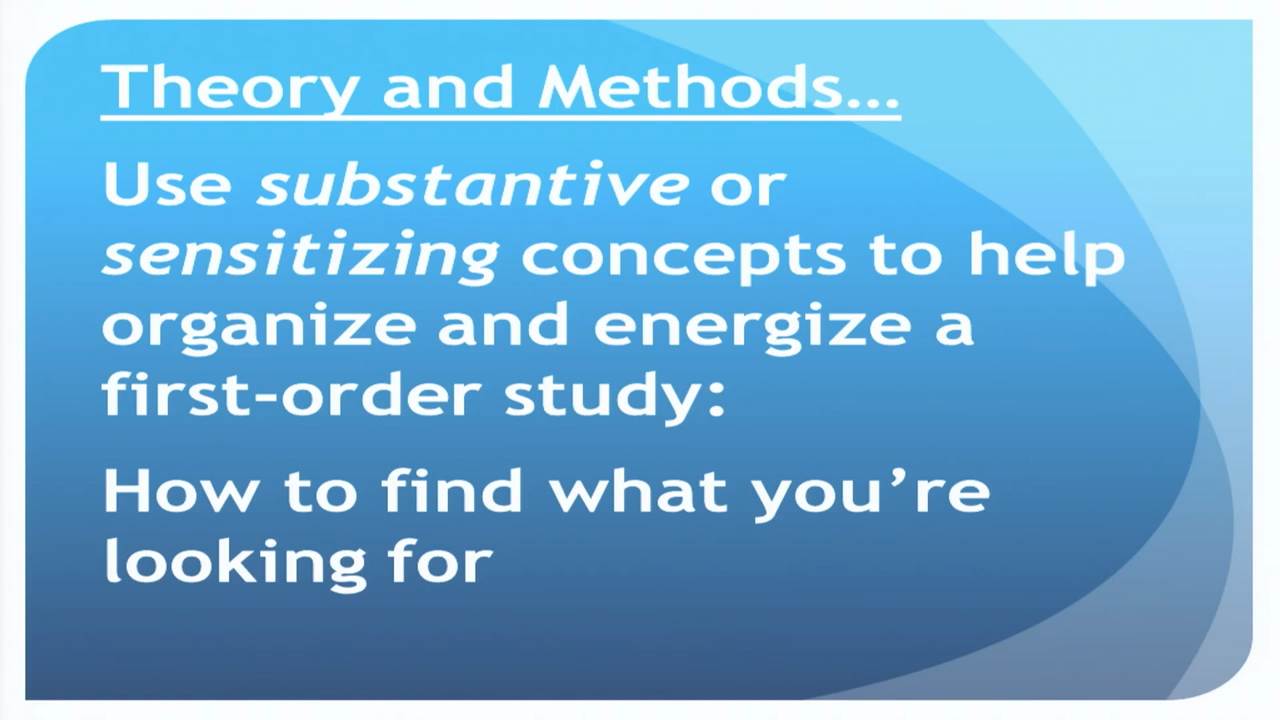 Theory and Methods...
Use substantive or
sensitizing concepts to help
organize and energize a
first-order study:
How to find what you’re
looking for